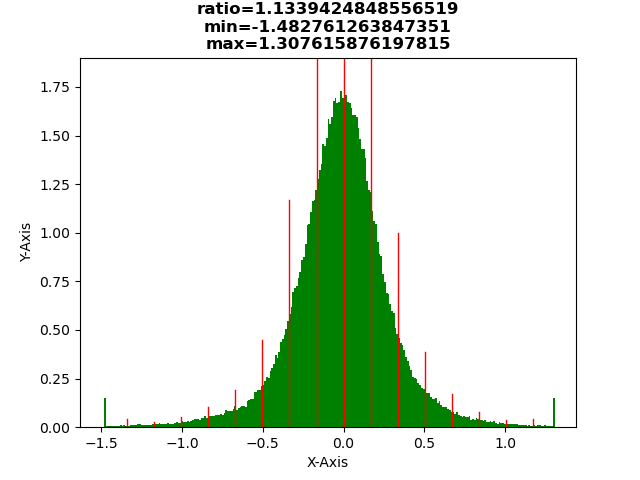 ratio=1.1339424848556519
min=-1.482761263847351
max=1.307615876197815
1.75
1.50
1.25
1.00
0.75
0.50
0.25
0.00
Y-Axis
−1.5 −1.0 −0.5 0.0 0.5 1.0
X-Axis